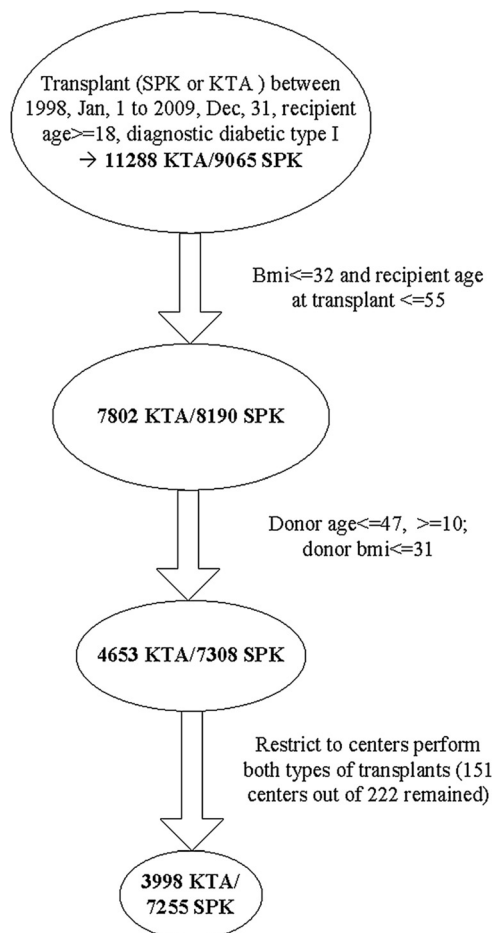 Transplant (SPK or KTA ) between
1998, Jan, 1 to 2009, Dec, 31, recipient
age>=18, diagnostic diabetic type I
→ 11288 KTA/9065 SPK
Bmi<=32 and recipient age
at transplant <=55
7802 KTA/8190 SPK
Donor age<=47, >=10;
donor bmi<=31
4653 KTA/7308 SPK
Restrict to centers perform
both types of transplants (151
centers out of 222 remained)
3998 KTA/
7255 SPK